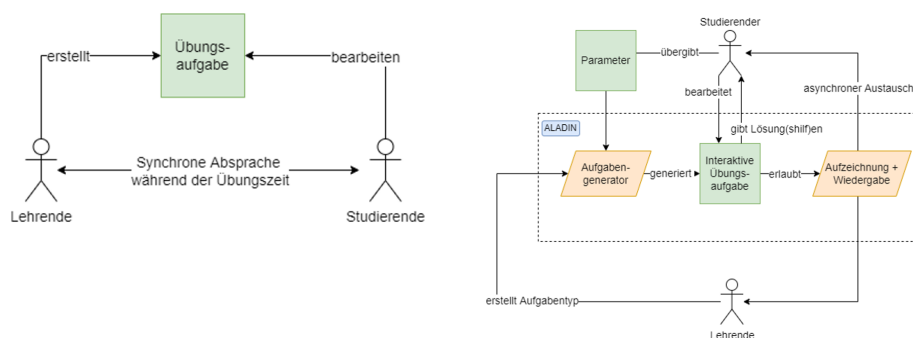 Übungs-
aufgabe
erstellt
bearbeiten
Synchrone Absprache
während der Übungszeit
Lehrende
Studierende
Studierender
Parameter
übergibt
bearbeitet
asynchroner Austausch
ALADIN
gibt Lösung(shilf)en
Aufgaben-
generator
generiert
Interaktive
Übungs-
aufgabe
erlaubt
Aufzeichnung +
Wiedergabe
erstellt Aufgabentyp
Lehrende